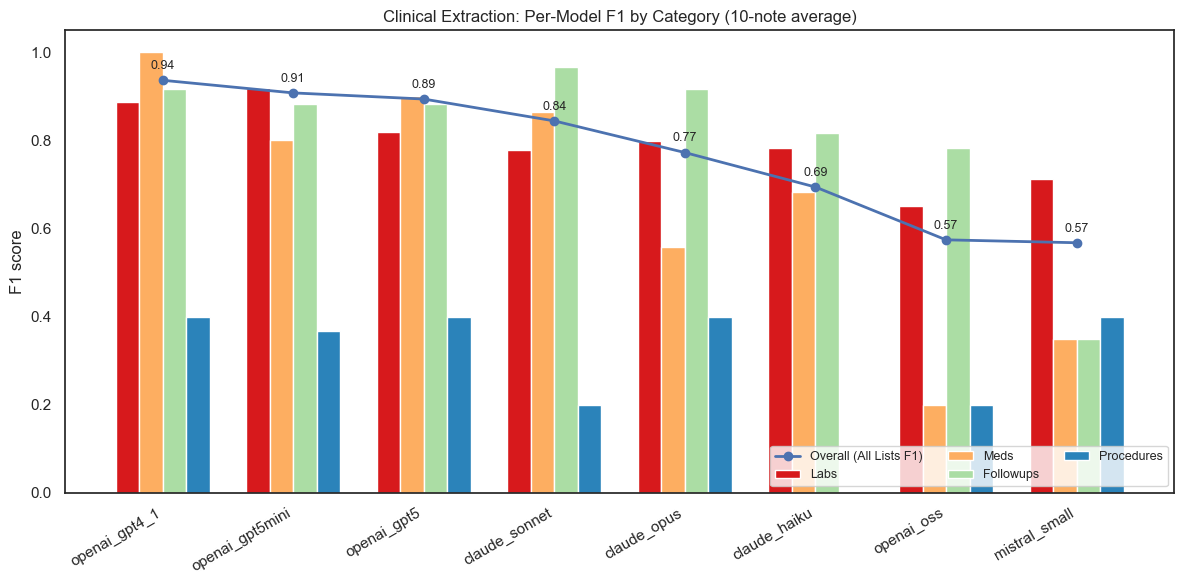 Clinical Extraction: Per-Model F1 by Category (10-note average)
F1 score
1.0
0.8
0.6
0.4
0.2
0.0
0.94
0.91
0.89
0.84
0.77
0.69
0.57
0.57
Overall (All Lists F1)
Labs
Meds
Followups
Procedures
openai_gpt4_1
openai_gpt5mini
openai_gpt5
claude_sonnet
claude_opus
claude_haiku
openai_oss
mistral_small